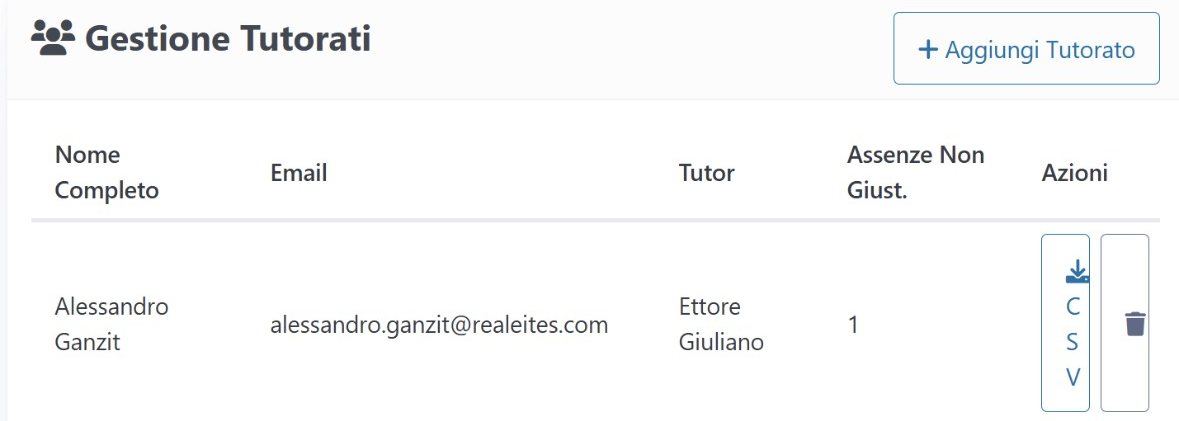 Gestione Tutorati
+ Aggiungi Tutorato
Nome
Completo
Email
Tutor
Assenze Non
Giust.
Azioni
Alessandro
Ganzit
alessandro.ganzit@realeites.com
Ettore
Giuliano
1
C
S
V